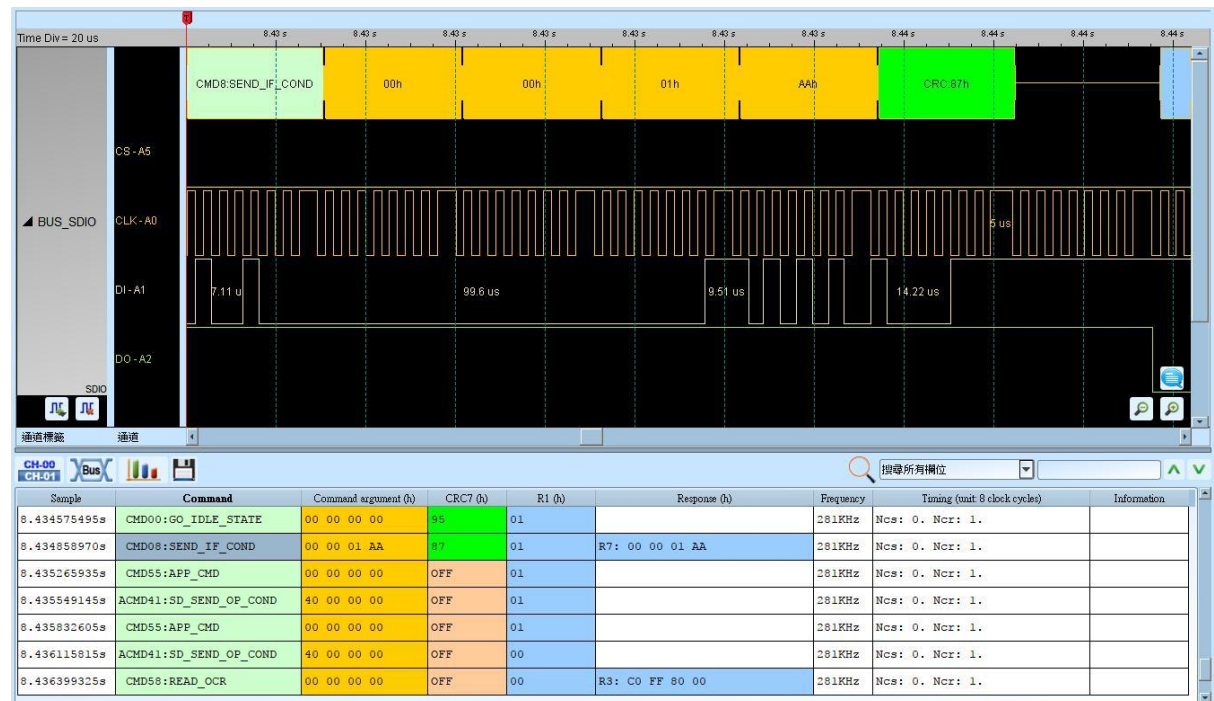 T
Time Div = 20 us
8.43 s 8.43 s 8.43 s 8.43 s 8.43 s 8.43 s 8.43 s 8.44 s 8.44 s 8.44 s 8.44 s
CMD8:SEND_IF_COND 00h 00h 01h AAh CRC:87h
CS - A5
BUS_SDIO CLK - A0 5 us
DI - A1 7.11 u 99.6 us 9.51 us 14.22 us
DO - A2
SDIO
通道標籤 通道
CH-00
CH-01
Bus
搜尋所有欄位
Sample Command Command argument (h) CRC7 (h) R1 (h) Response (h) Frequency Timing (unit: 8 clock cycles) Information
8.434575495s CMD00:GO_IDLE_STATE 00 00 00 00 95 01 281KHz Ncs: 0. Ncr: 1.
8.434858970s CMD08:SEND_IF_COND 00 00 01 AA 87 01 R7: 00 00 01 AA 281KHz Ncs: 0. Ncr: 1.
8.435265935s CMD55:APP_CMD 00 00 00 00 OFF 01 281KHz Ncs: 0. Ncr: 1.
8.435549145s ACMD41:SD_SEND_OP_COND 40 00 00 00 OFF 01 281KHz Ncs: 0. Ncr: 1.
8.435832605s CMD55:APP_CMD 00 00 00 00 OFF 01 281KHz Ncs: 0. Ncr: 1.
8.436115815s ACMD41:SD_SEND_OP_COND 40 00 00 00 OFF 00 281KHz Ncs: 0. Ncr: 1.
8.436399325s CMD58:READ_OCR 00 00 00 00 OFF 00 R3: C0 FF 80 00 281KHz Ncs: 0. Ncr: 1.